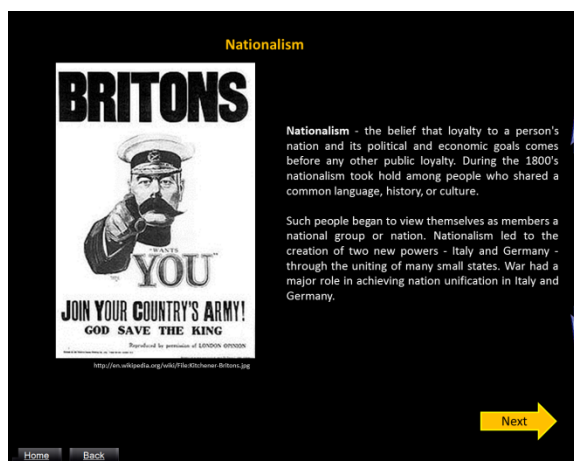 Nationalism
BRITONS
"WANTS
YOU"
JOIN YOUR COUNTRY'S ARMY!
GOD SAVE THE KING
Reproduced by permission of LONDON OPINION
http://en.wikipedia.org/wiki/File:Kitchener-Britons.jpg
Nationalism - the belief that loyalty to a person's
nation and its political and economic goals comes
before any other public loyalty. During the 1800's
nationalism took hold among people who shared a
common language, history, or culture.
Such people began to view themselves as members a
national group or nation. Nationalism led to the
creation of two new powers - Italy and Germany -
through the uniting of many small states. War had a
major role in achieving nation unification in Italy and
Germany.
Next
Home
Back